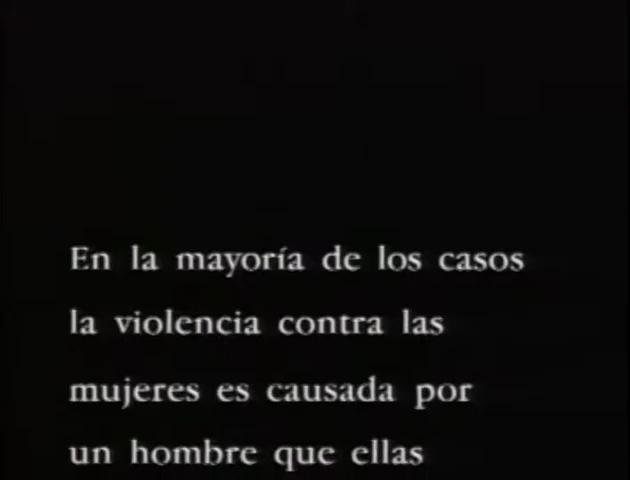 En la mayoría de los casos
la violencia contra las
mujeres es causada por
un hombre que ellas